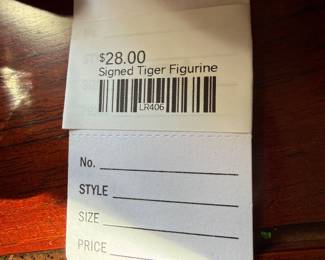 $28.00
Signed Tiger Figurine
LR406
No.
STYLE
SIZE
PRICE